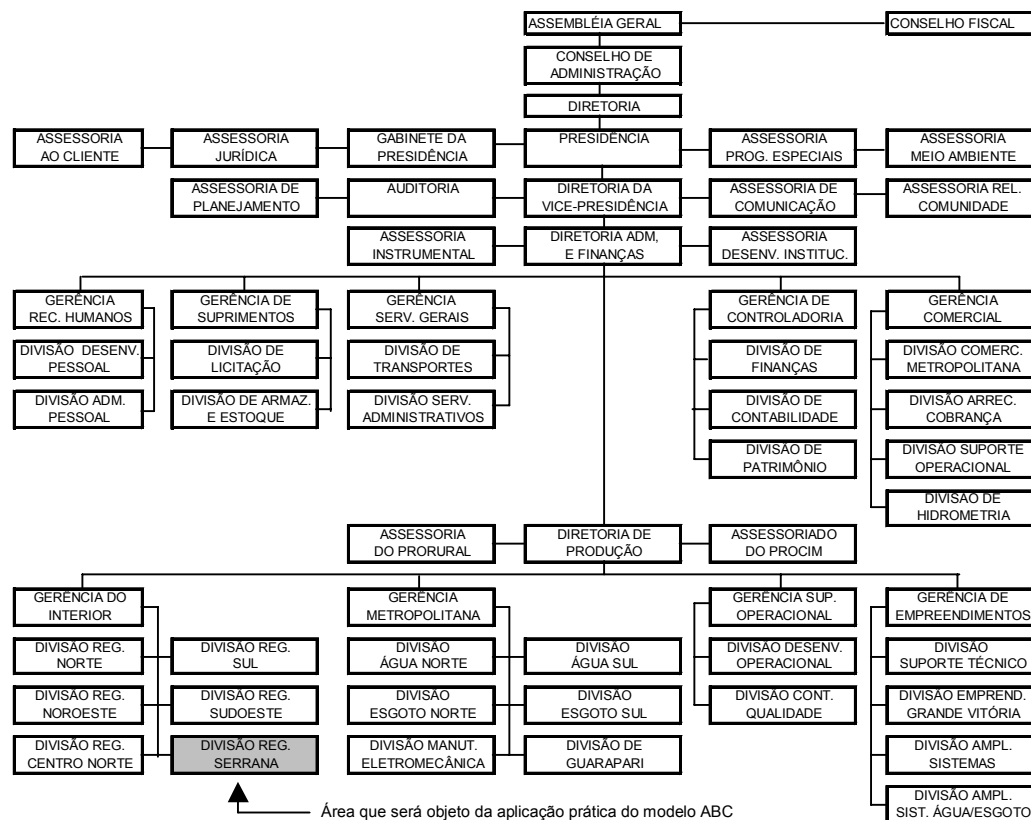 ASSEMBLÉIA GERAL
CONSELHO FISCAL
CONSELHO DE
ADMINISTRAÇÃO
DIRETORIA
ASSESSORIA
AO CLIENTE
ASSESSORIA
JURÍDICA
GABINETE DA
PRESIDÊNCIA
PRESIDÊNCIA
ASSESSORIA
PROG. ESPECIAIS
ASSESSORIA
MEIO AMBIENTE
ASSESSORIA DE
PLANEJAMENTO
AUDITORIA
DIRETORIA DA
VICE-PRESIDÊNCIA
ASSESSORIA DE
COMUNICAÇÃO
ASSESSORIA REL.
COMUNIDADE
ASSESSORIA
INSTRUMENTAL
DIRETORIA ADM,
E FINANÇAS
ASSESSORIA
DESENV. INSTITUC.
GERÊNCIA
REC. HUMANOS
GERÊNCIA DE
SUPRIMENTOS
GERÊNCIA
SERV. GERAIS
GERÊNCIA DE
CONTROLADORIA
GERÊNCIA
COMERCIAL
DIVISÃO DESENV.
PESSOAL
DIVISÃO DE
LICITAÇÃO
DIVISÃO DE
TRANSPORTES
DIVISÃO DE
FINANÇAS
DIVISÃO COMERC.
METROPOLITANA
DIVISÃO ADM.
PESSOAL
DIVISÃO DE ARMAZ.
E ESTOQUE
DIVISÃO SERV.
ADMINISTRATIVOS
DIVISÃO DE
CONTABILIDADE
DIVISÃO ARREC.
COBRANÇA
DIVISÃO DE
PATRIMÔNIO
DIVISÃO SUPORTE
OPERACIONAL
DIVISÃO DE
HIDROMETRIA
ASSESSORIA
DO PRORURAL
DIRETORIA DE
PRODUÇÃO
ASSESSORIADO
DO PROCIM
GERÊNCIA DO
INTERIOR
GERÊNCIA
METROPOLITANA
GERÊNCIA SUP.
OPERACIONAL
GERÊNCIA DE
EMPREENDIMENTOS
DIVISÃO REG.
NORTE
DIVISÃO REG.
SUL
DIVISÃO
ÁGUA NORTE
DIVISÃO
ÁGUA SUL
DIVISÃO DESENV.
OPERACIONAL
DIVISÃO
SUPORTE TÉCNICO
DIVISÃO REG.
NOROESTE
DIVISÃO REG.
SUDOESTE
DIVISÃO
ESGOTO NORTE
DIVISÃO
ESGOTO SUL
DIVISÃO CONT.
QUALIDADE
DIVISÃO EMPREND.
GRANDE VITÓRIA
DIVISÃO REG.
CENTRO NORTE
DIVISÃO REG.
SERRANA
DIVISÃO MANUT.
ELETROMECÂNICA
DIVISÃO DE
GUARAPARI
DIVISÃO AMPL.
SISTEMAS
DIVISÃO AMPL.
SIST. ÁGUA/ESGOTO
Área que será objeto da aplicação prática do modelo ABC